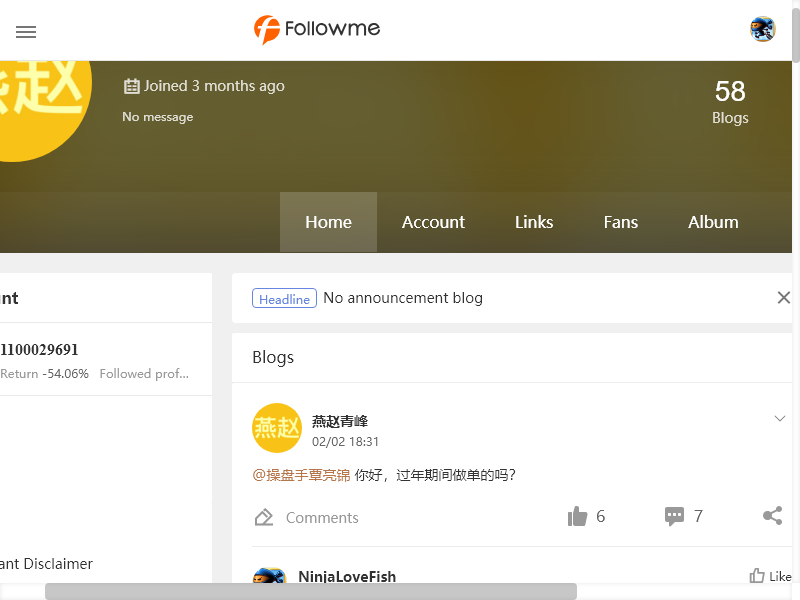 Followme
燕赵
Joined 3 months ago
No message
58
Blogs
Home
Account
Links
Fans
Album
Headline
No announcement blog
1100029691
Return -54.06%
Followed prof...
Blogs
燕赵
燕赵青峰
02/02 18:31
@操盘手覃亮锦 你好，过年期间做单的吗？
Comments
6
7
Disclaimer
NinjaLoveFish
Like